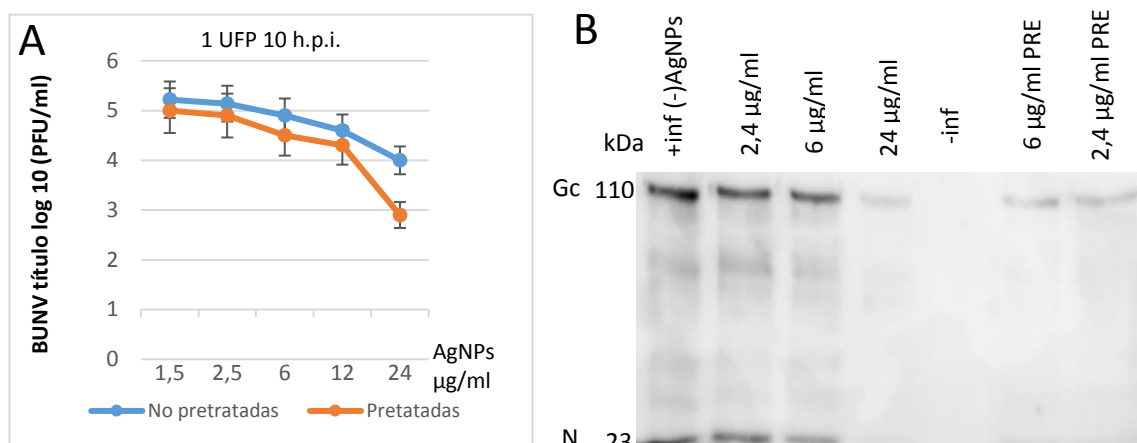 A
1 UFP 10 h.p.i.
BUNV título log 10 (PFU/ml)
6
5
4
3
2
1
0
1,5 2,5 6 12 24
AgNPs
µg/ml
No pretratadas Pretatadas
B
kDa
+inf (-)AgNPs
2,4 µg/ml
6 µg/ml
24 µg/ml
-inf
6 µg/ml PRE
2,4 µg/ml PRE
Gc 110
N 23